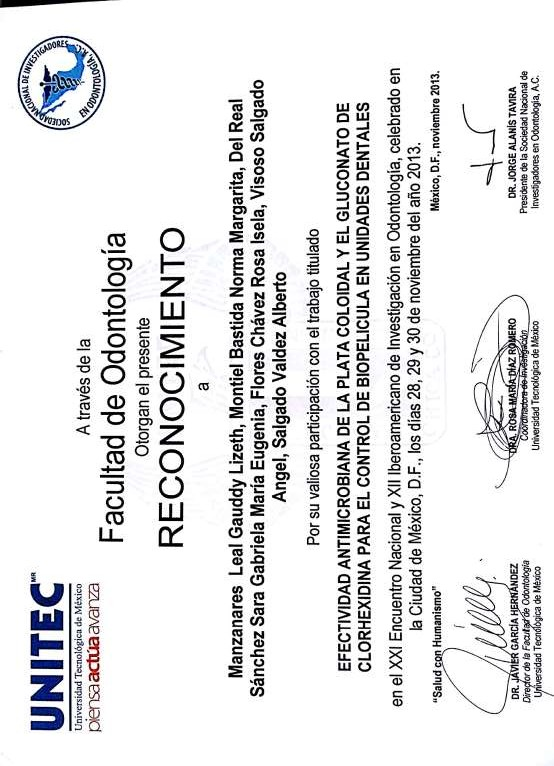 UNITEC MR
Universidad Tecnológica de México
piensa actúa avanza
SOCIEDAD NACIONAL DE INVESTIGADORES
EN ODONTOLOGÍA, A.C.
A través de la
Facultad de Odontología
Otorgan el presente
RECONOCIMIENTO
a
Manzanares Leal Gauddy Lizeth, Montiel Bastida Norma Margarita, Del Real
Sánchez Sara Gabriela María Eugenia, Flores Chávez Rosa Isela, Visoso Salgado
Angel, Salgado Valdez Alberto
Por su valiosa participación con el trabajo titulado
EFECTIVIDAD ANTIMICROBIANA DE LA PLATA COLOIDAL Y EL GLUCONATO DE
CLORHEXIDINA PARA EL CONTROL DE BIOPELICULA EN UNIDADES DENTALES
en el XXI Encuentro Nacional y XII Iberoamericano de Investigación en Odontología, celebrado en
la Ciudad de México, D.F., los días 28, 29 y 30 de noviembre del año 2013.
"Salud con Humanismo"
México, D.F., noviembre 2013.
DR. JAVIER GARCÍA HERNÁNDEZ
Director de la Facultad de Odontología
Universidad Tecnológica de México
DRA. ROSA MARÍA DÍAZ ROMERO
Coordinadora de Investigación
Universidad Tecnológica de México
DR. JORGE ALANÍS TAVIRA
Presidente de la Sociedad Nacional de
Investigadores en Odontología, A.C.